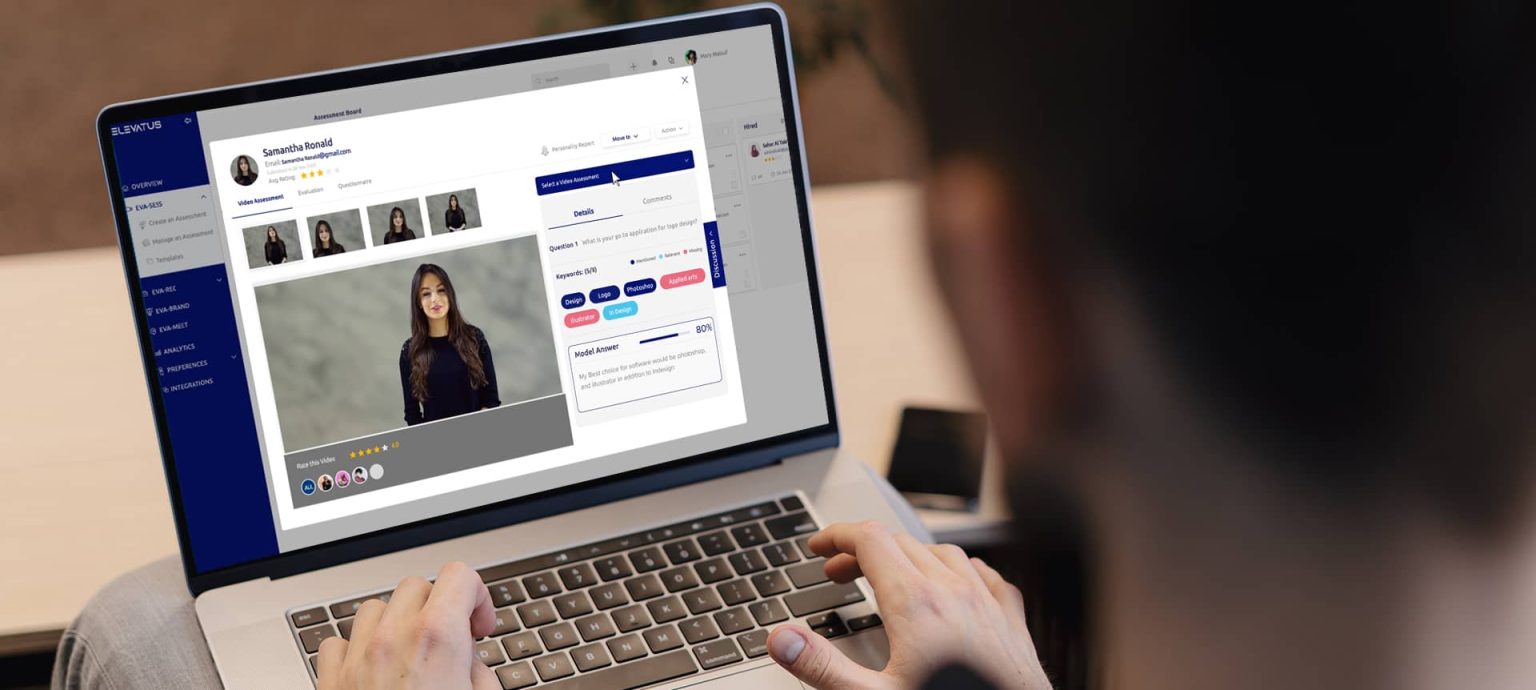 ELEVATUS
OVERVIEW
EVA-SESS
Create an Assessment
Manage an Assessment
Templates
EVA-REC
EVA-BRAND
EVA-MEET
ANALYTICS
PREFERENCES
INTEGRATIONS
Assessment Board
Search
Hired
Samantha Ronald
Email Samantha Ronald@gmail.com
Avg Rating
Personality Report
Move to
Action
Video Assessment Evaluation Questionnaire
Rate this Video 4.0
ALL
Select a Video Assessment
Details Comments
Question 1 What is your go to application for logo design?
Keywords: (5/6) Mentioned Relevant Missing
Design Logo Photoshop Applied arts
Illustrator In Design
Model Answer 80%
My Best choice for software would be photoshop,
and illustrator in addition to Indesign
Discussion
esc
R T Y U I O P
D F G H J K L
C V B N M
command